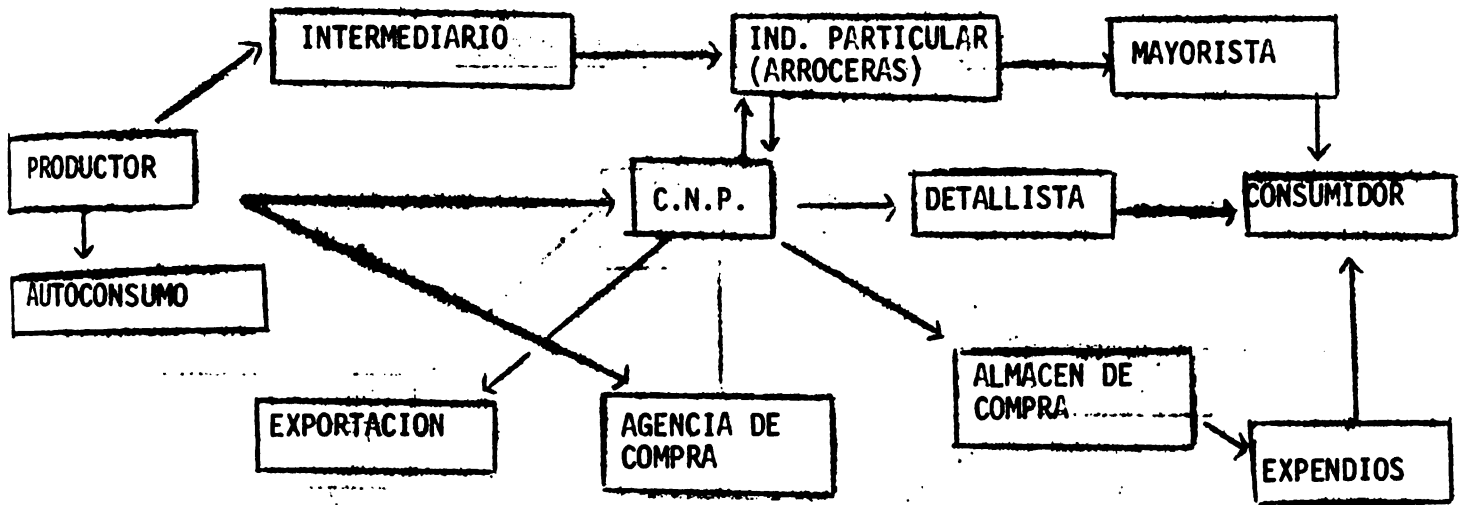 INTERMEDIARIO
IND. PARTICULAR
(ARROCERAS)
MAYORISTA
PRODUCTOR
C.N.P.
DETALLISTA
CONSUMIDOR
AUTOCONSUMO
EXPORTACION
AGENCIA DE
COMPRA
ALMACEN DE
COMPRA
EXPENDIOS